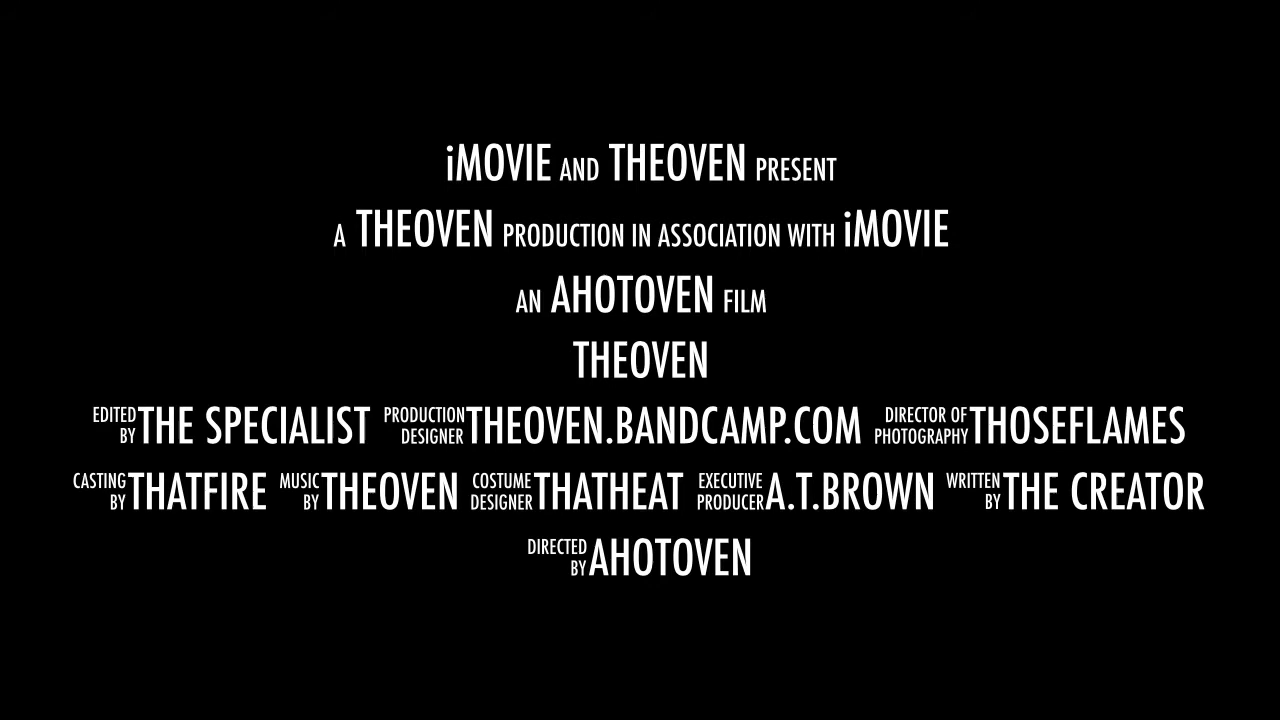 iMOVIE AND THEOVEN PRESENT
A THEOVEN PRODUCTION IN ASSOCIATION WITH iMOVIE
AN AHOTOVEN FILM
THEOVEN
EDITED BY THE SPECIALIST PRODUCTION DESIGNER THEOVEN.BANDCAMP.COM DIRECTOR OF PHOTOGRAPHY THOSEFLAMES
CASTING BY THATFIRE MUSIC BY THEOVEN COSTUME DESIGNER THATHEAT EXECUTIVE PRODUCER A.T.BROWN WRITTEN BY THE CREATOR
DIRECTED BY AHOTOVEN